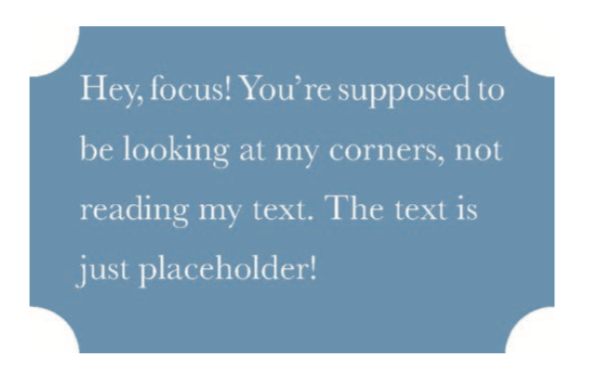 Hey, focus! You’re supposed to
be looking at my corners, not
reading my text. The text is
just placeholder!